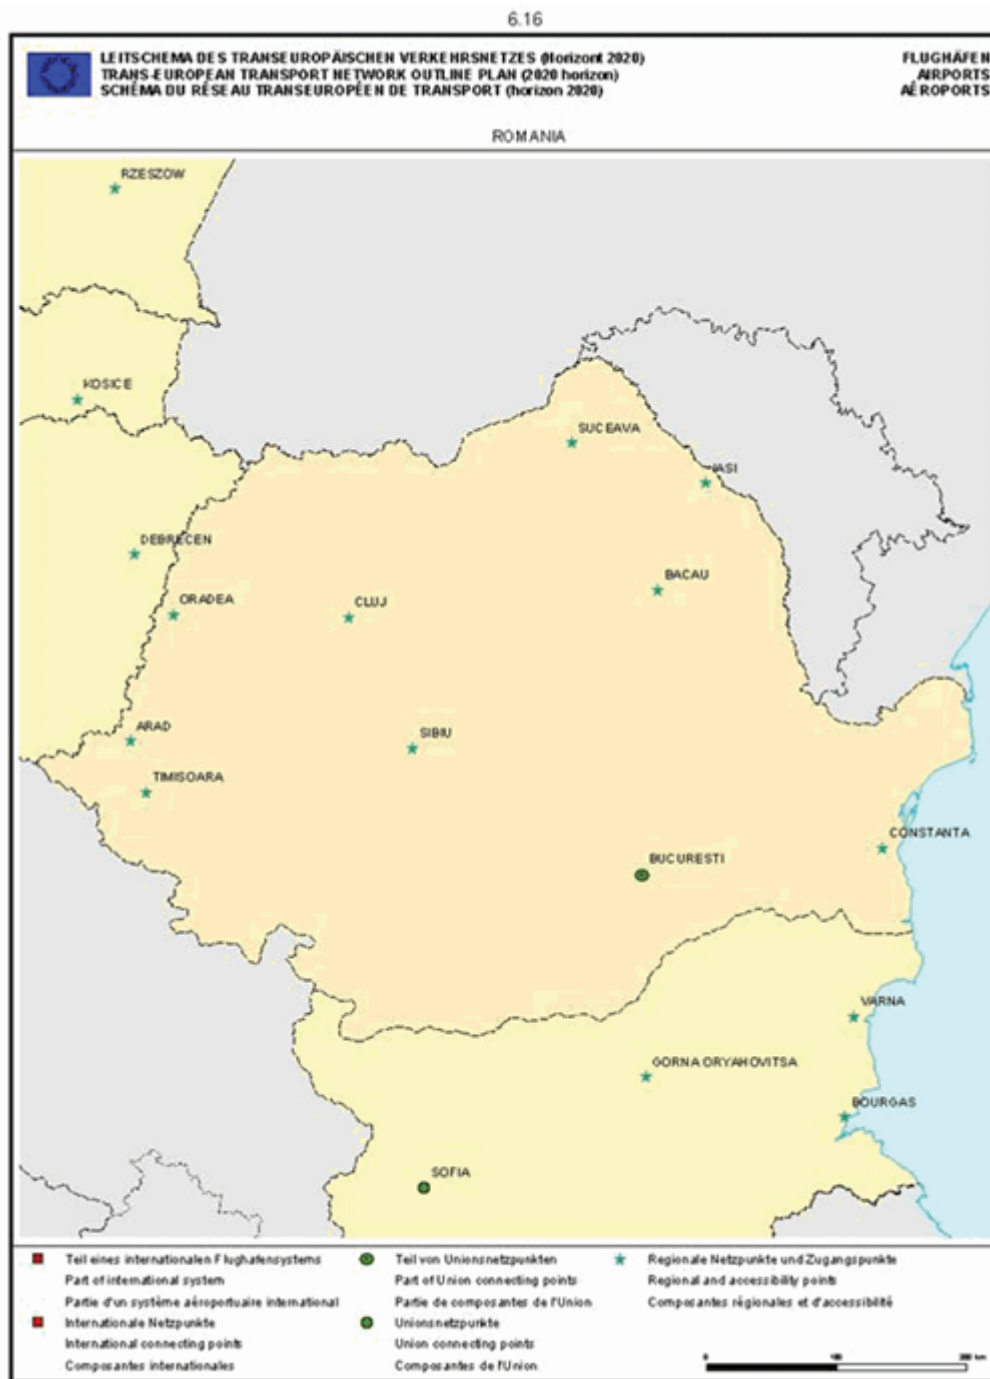 6.16
LEITSCHEMA DES TRANSEUROPÄISCHEN VERKEHRSNETZES (Horizont 2020)
TRANS-EUROPEAN TRANSPORT NETWORK OUTLINE PLAN (2020 horizon)
SCHÉMA DU RÉSEAU TRANSEUROPÉEN DE TRANSPORT (horizon 2020)
FLUGHÄFEN
AIRPORTS
AÉROPORTS
ROMANIA
RZESZOW
KOSICE
SUCEAVA
IASI
DEBRECEN
ORADEA
CLUJ
BACAU
ARAD
SIBIU
TIMISOARA
CONSTANTA
BUCURESTI
VARNA
GORNA ORYAHOVITSA
BOURGAS
SOFIA
Teil eines internationalen Flughafensystems
Part of international system
Partie d'un système aéroportuaire international
Internationale Netzpunkte
International connecting points
Composantes internationales
Teil von Unionsnetzpunkten
Part of Union connecting points
Partie de composantes de l'Union
Unionsnetzpunkte
Union connecting points
Composantes de l'Union
Regionale Netzpunkte und Zugangspunkte
Regional and accessibility points
Composantes régionales et d'accessibilité
0 100 200 km